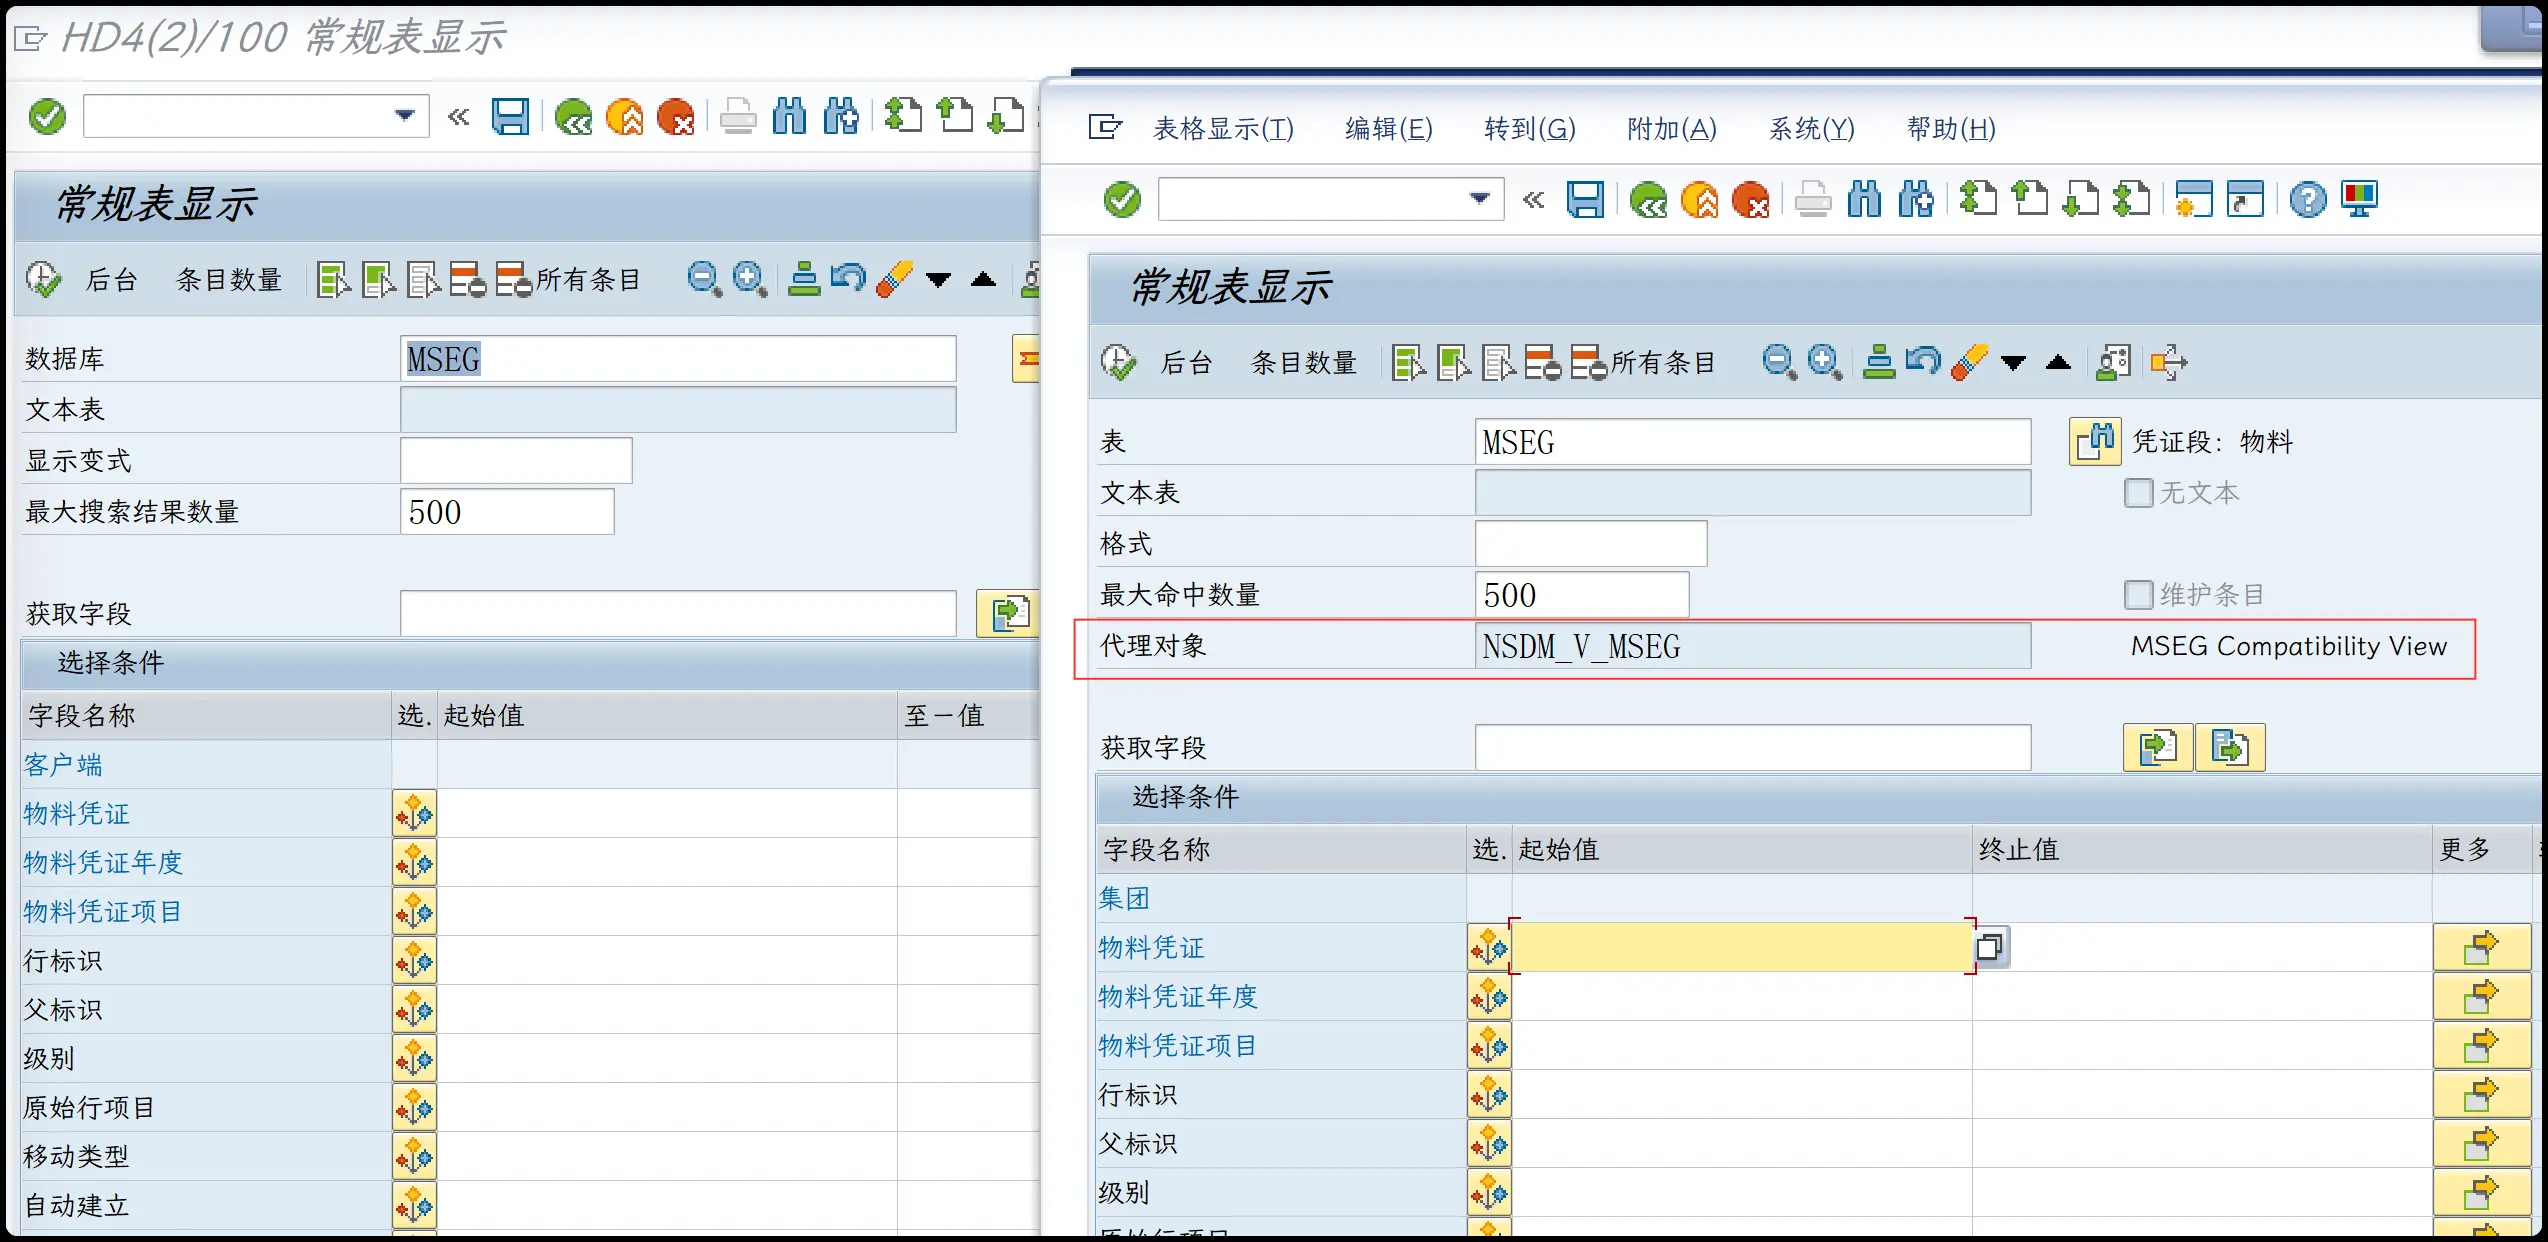 HD4(2)/100 常规表显示
常规表显示
后台 条目数量 所有条目
数据库 MSEG
文本表
显示变式
最大搜索结果数量 500
获取字段
选择条件
字段名称 选. 起始值 至一值
客户端
物料凭证
物料凭证年度
物料凭证项目
行标识
父标识
级别
原始行项目
移动类型
自动建立
表格显示(T) 编辑(E) 转到(G) 附加(A) 系统(Y) 帮助(H)
常规表显示
后台 条目数量 所有条目
表 MSEG 凭证段: 物料
文本表 无文本
格式
最大命中数量 500 维护条目
代理对象 NSDM_V_MSEG MSEG Compatibility View
获取字段
选择条件
字段名称 选. 起始值 终止值 更多
集团
物料凭证
物料凭证年度
物料凭证项目
行标识
父标识
级别
原始行项目